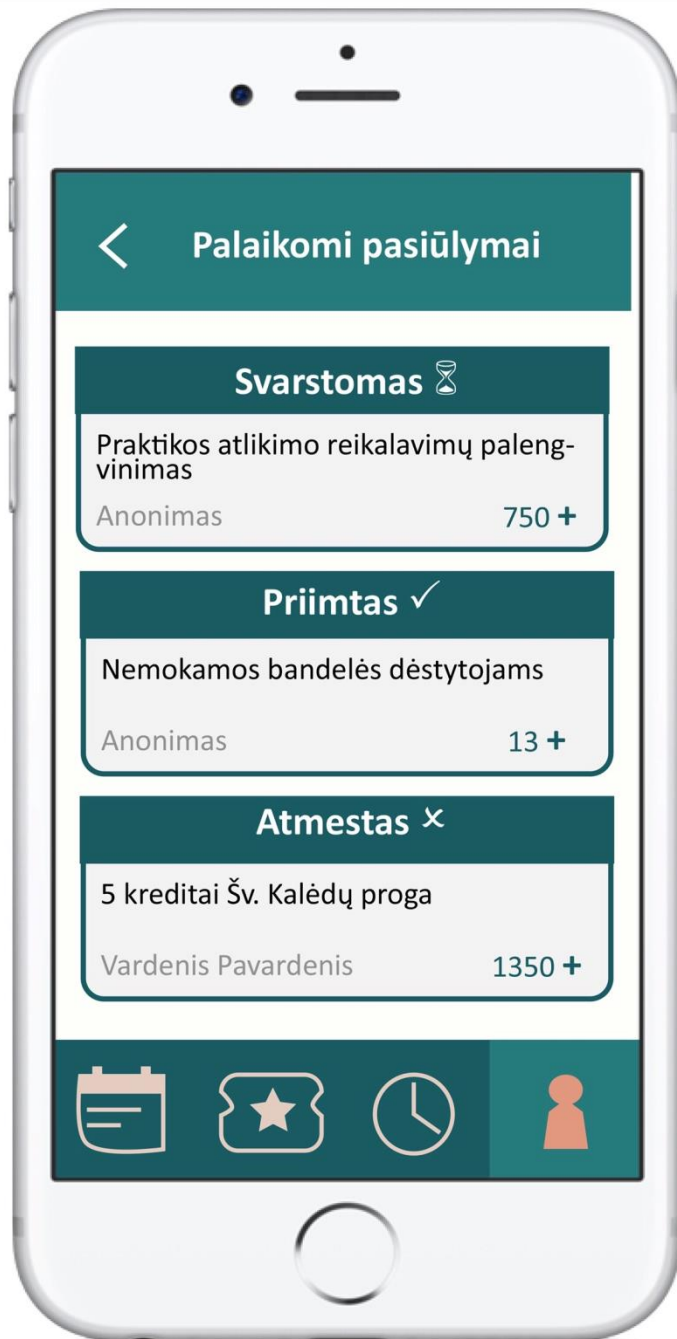 Palaikomi pasiūlymai
Svarstomas
Praktikos atlikimo reikalavimų paleng-
vinimas
Anonimas 750 +
Priimtas ✓
Nemokamos bandelės dėstytojams
Anonimas 13 +
Atmestas ✗
5 kreditai Šv. Kalėdų proga
Vardenis Pavardenis 1350 +